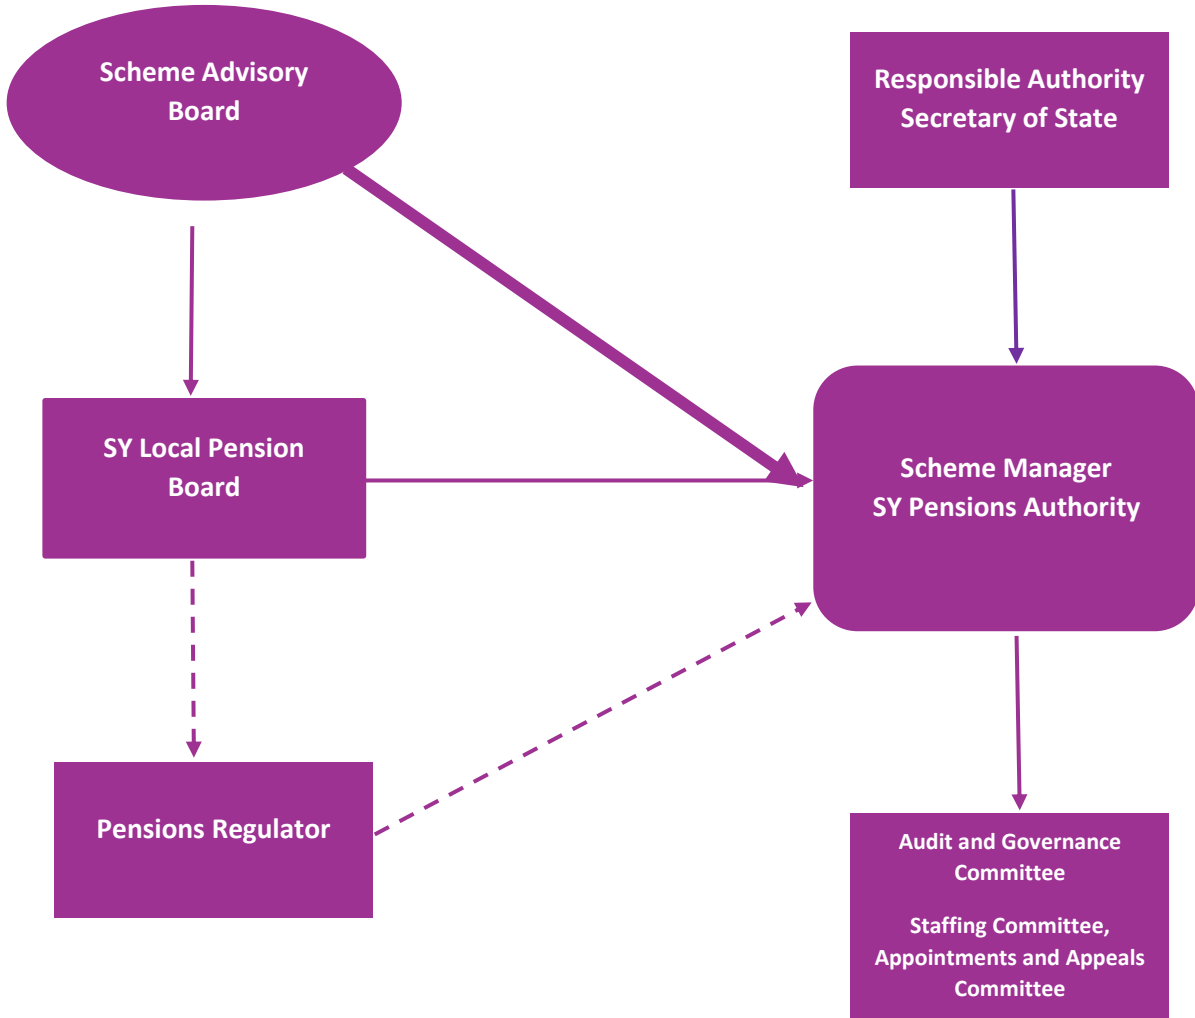 Scheme Advisory
Board
Responsible Authority
Secretary of State
SY Local Pension
Board
Scheme Manager
SY Pensions Authority
Pensions Regulator
Audit and Governance
Committee
Staffing Committee,
Appointments and Appeals
Committee